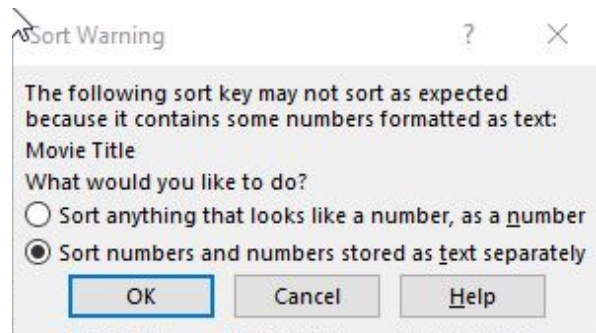 Sort Warning ?
The following sort key may not sort as expected
because it contains some numbers formatted as text:
Movie Title
What would you like to do?
Sort anything that looks like a number, as a number
Sort numbers and numbers stored as text separately
OK Cancel Help